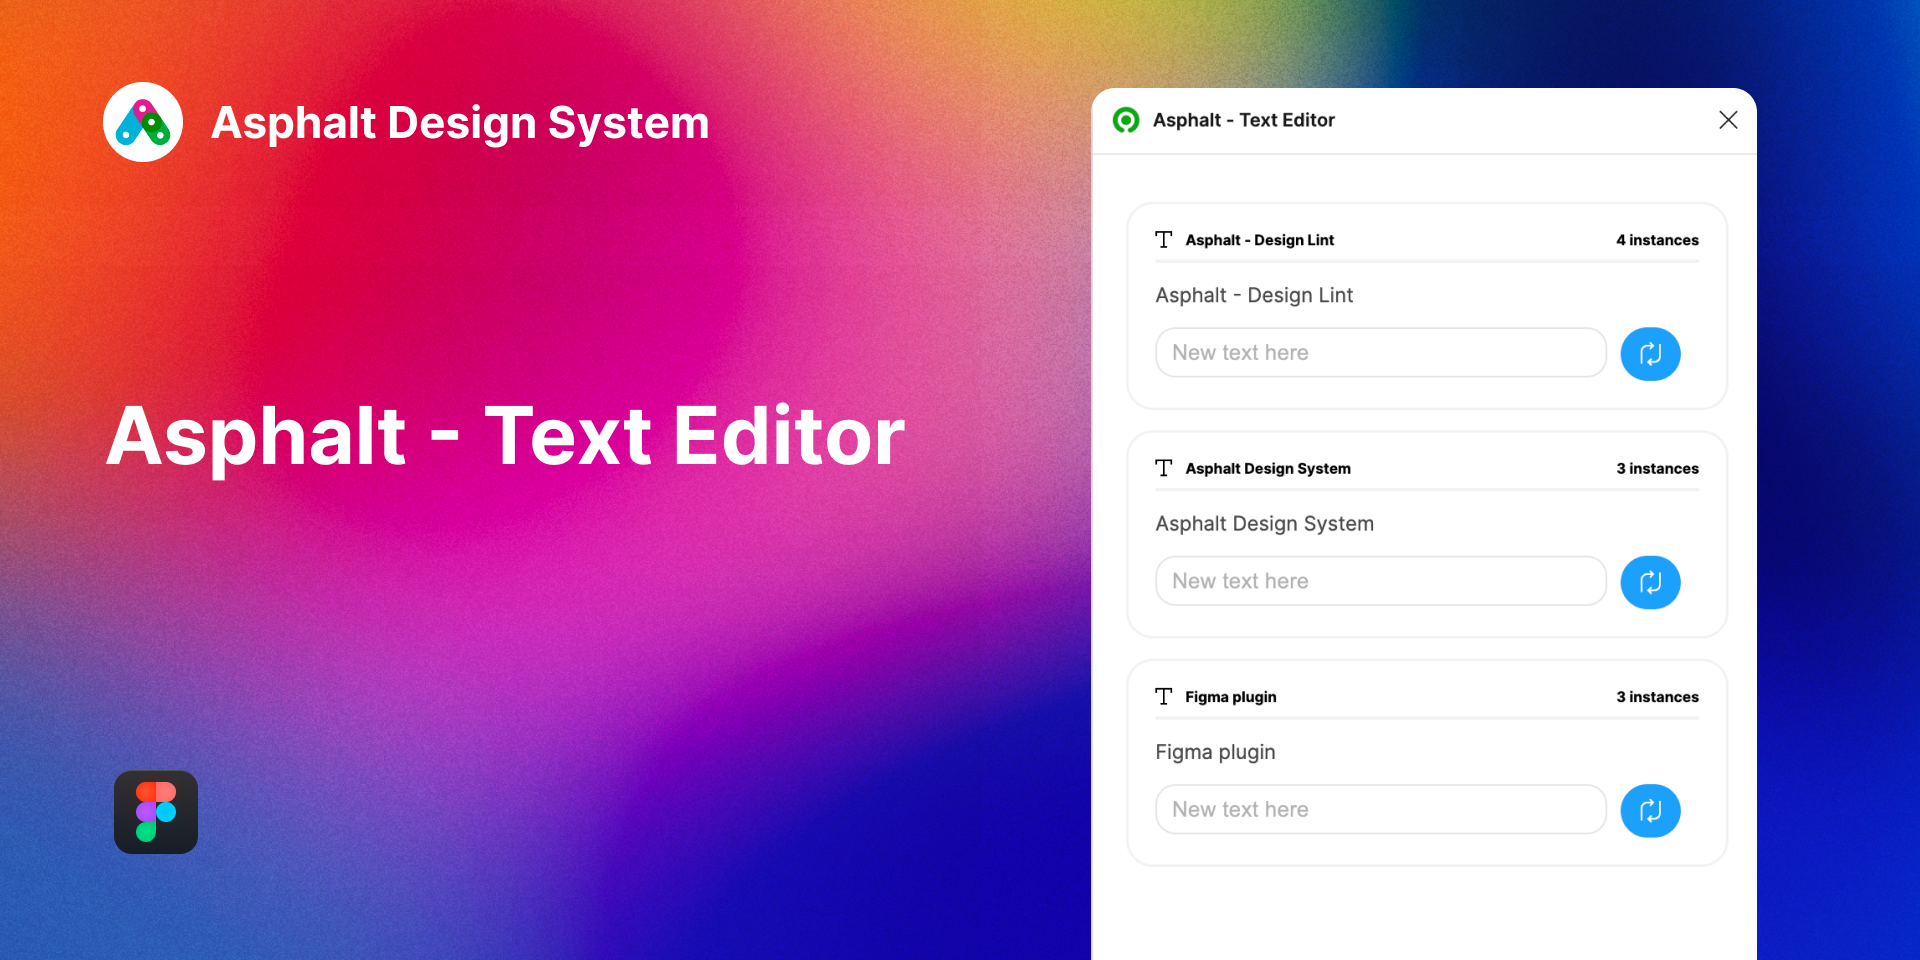 Asphalt Design System
Asphalt - Text Editor
Asphalt - Text Editor
Asphalt - Design Lint
4 instances
Asphalt - Design Lint
New text here
Asphalt Design System
3 instances
Asphalt Design System
New text here
Figma plugin
3 instances
Figma plugin
New text here